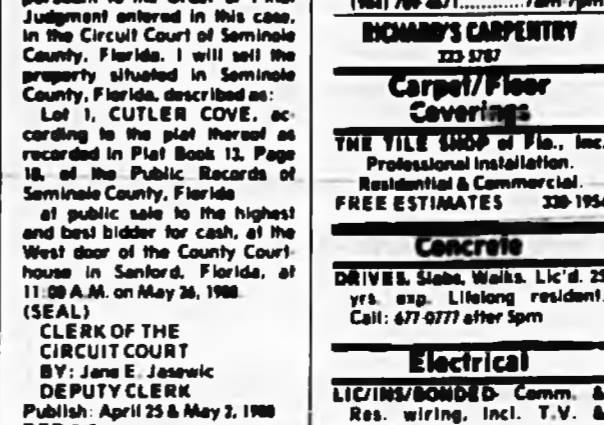 pursuant to the Order or Final
Judgment entered in this case,
in the Circuit Court of Seminole
County, Florida, I will sell the
property situated in Seminole
County, Florida, described as:
Lot 1, CUTLER COVE, ac-
cording to the plat thereof as
recorded in Plat Book 13, Page
18, of the Public Records of
Seminole County, Florida
at public sale to the highest
and best bidder for cash, at the
West door of the County Court-
house in Sanford, Florida, at
11:00 A.M. on May 26, 1988
(SEAL)
CLERK OF THE
CIRCUIT COURT
BY: Jane E. Jasewic
DEPUTY CLERK
Publish: April 25 & May 2, 1988
RICHARD'S CARPENTRY
323-5787
Carpet/Floor
Coverings
THE TILE SHOP of Fla., Inc.
Professional Installation.
Residential & Commercial.
FREE ESTIMATES 330-1954
Concrete
DRIVES, Slabs, Walks. Lic'd. 25
yrs. exp. Lifelong resident.
Call: 677-0777 after 5pm
Electrical
LIC/INS/BONDED Comm. &
Res. wiring, incl. T.V. &